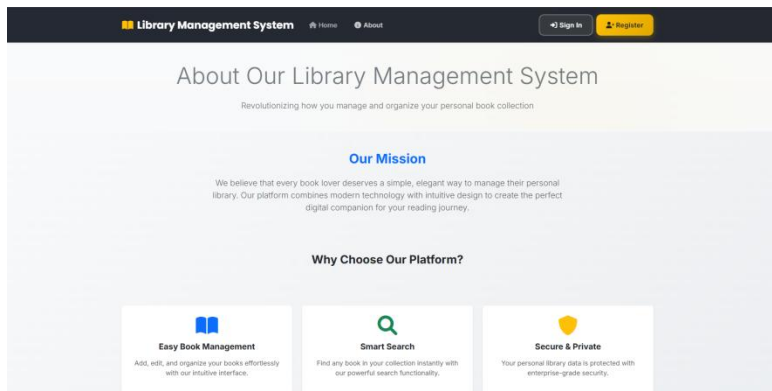 Library Management System Home About Sign In Register
About Our Library Management System
Revolutionizing how you manage and organize your personal book collection
Our Mission
We believe that every book lover deserves a simple, elegant way to manage their personal
library. Our platform combines modern technology with intuitive design to create the perfect
digital companion for your reading journey.
Why Choose Our Platform?
Easy Book Management
Add, edit, and organize your books effortlessly
with our intuitive interface.
Smart Search
Find any book in your collection instantly with
our powerful search functionality.
Secure & Private
Your personal library data is protected with
enterprise-grade security.